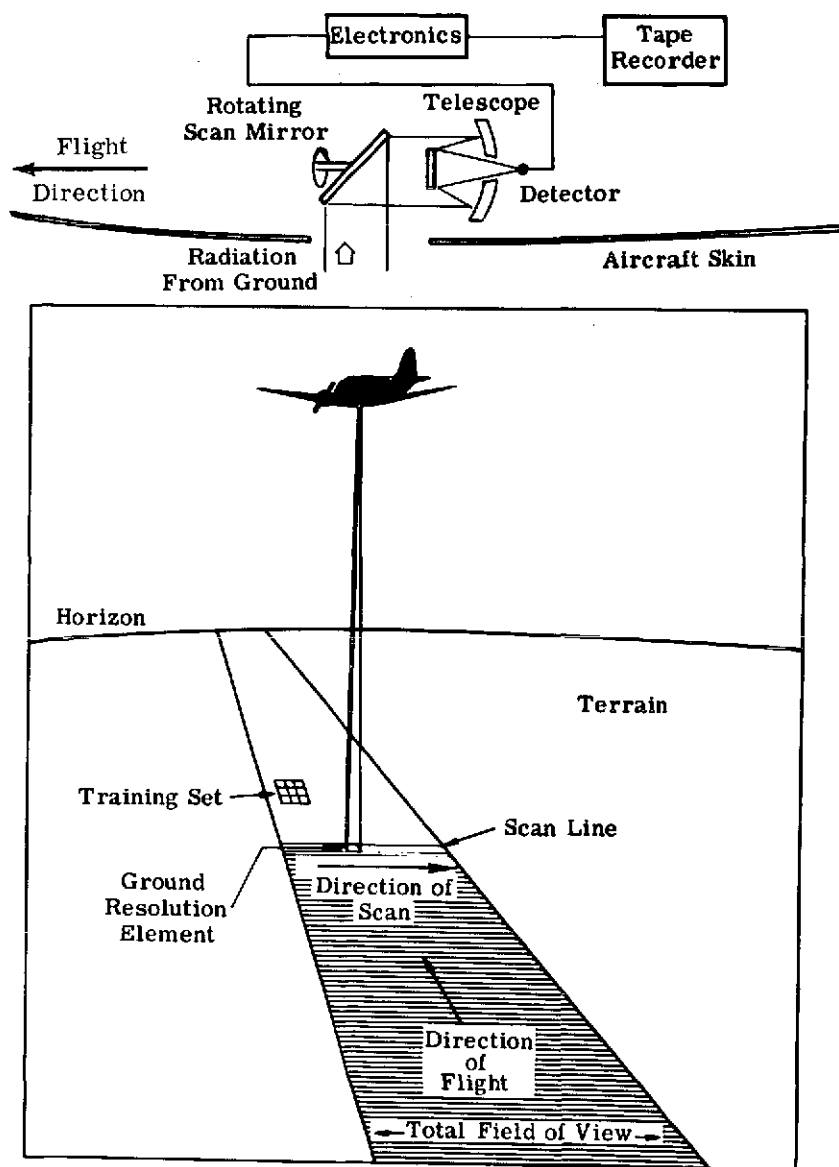 Electronics
Tape
Recorder
Rotating
Scan Mirror
Telescope
Flight
Direction
Detector
Radiation
From Ground
Aircraft Skin
Horizon
Terrain
Training Set
Scan Line
Ground
Resolution
Element
Direction of
Scan
Direction
of
Flight
Total Field of View